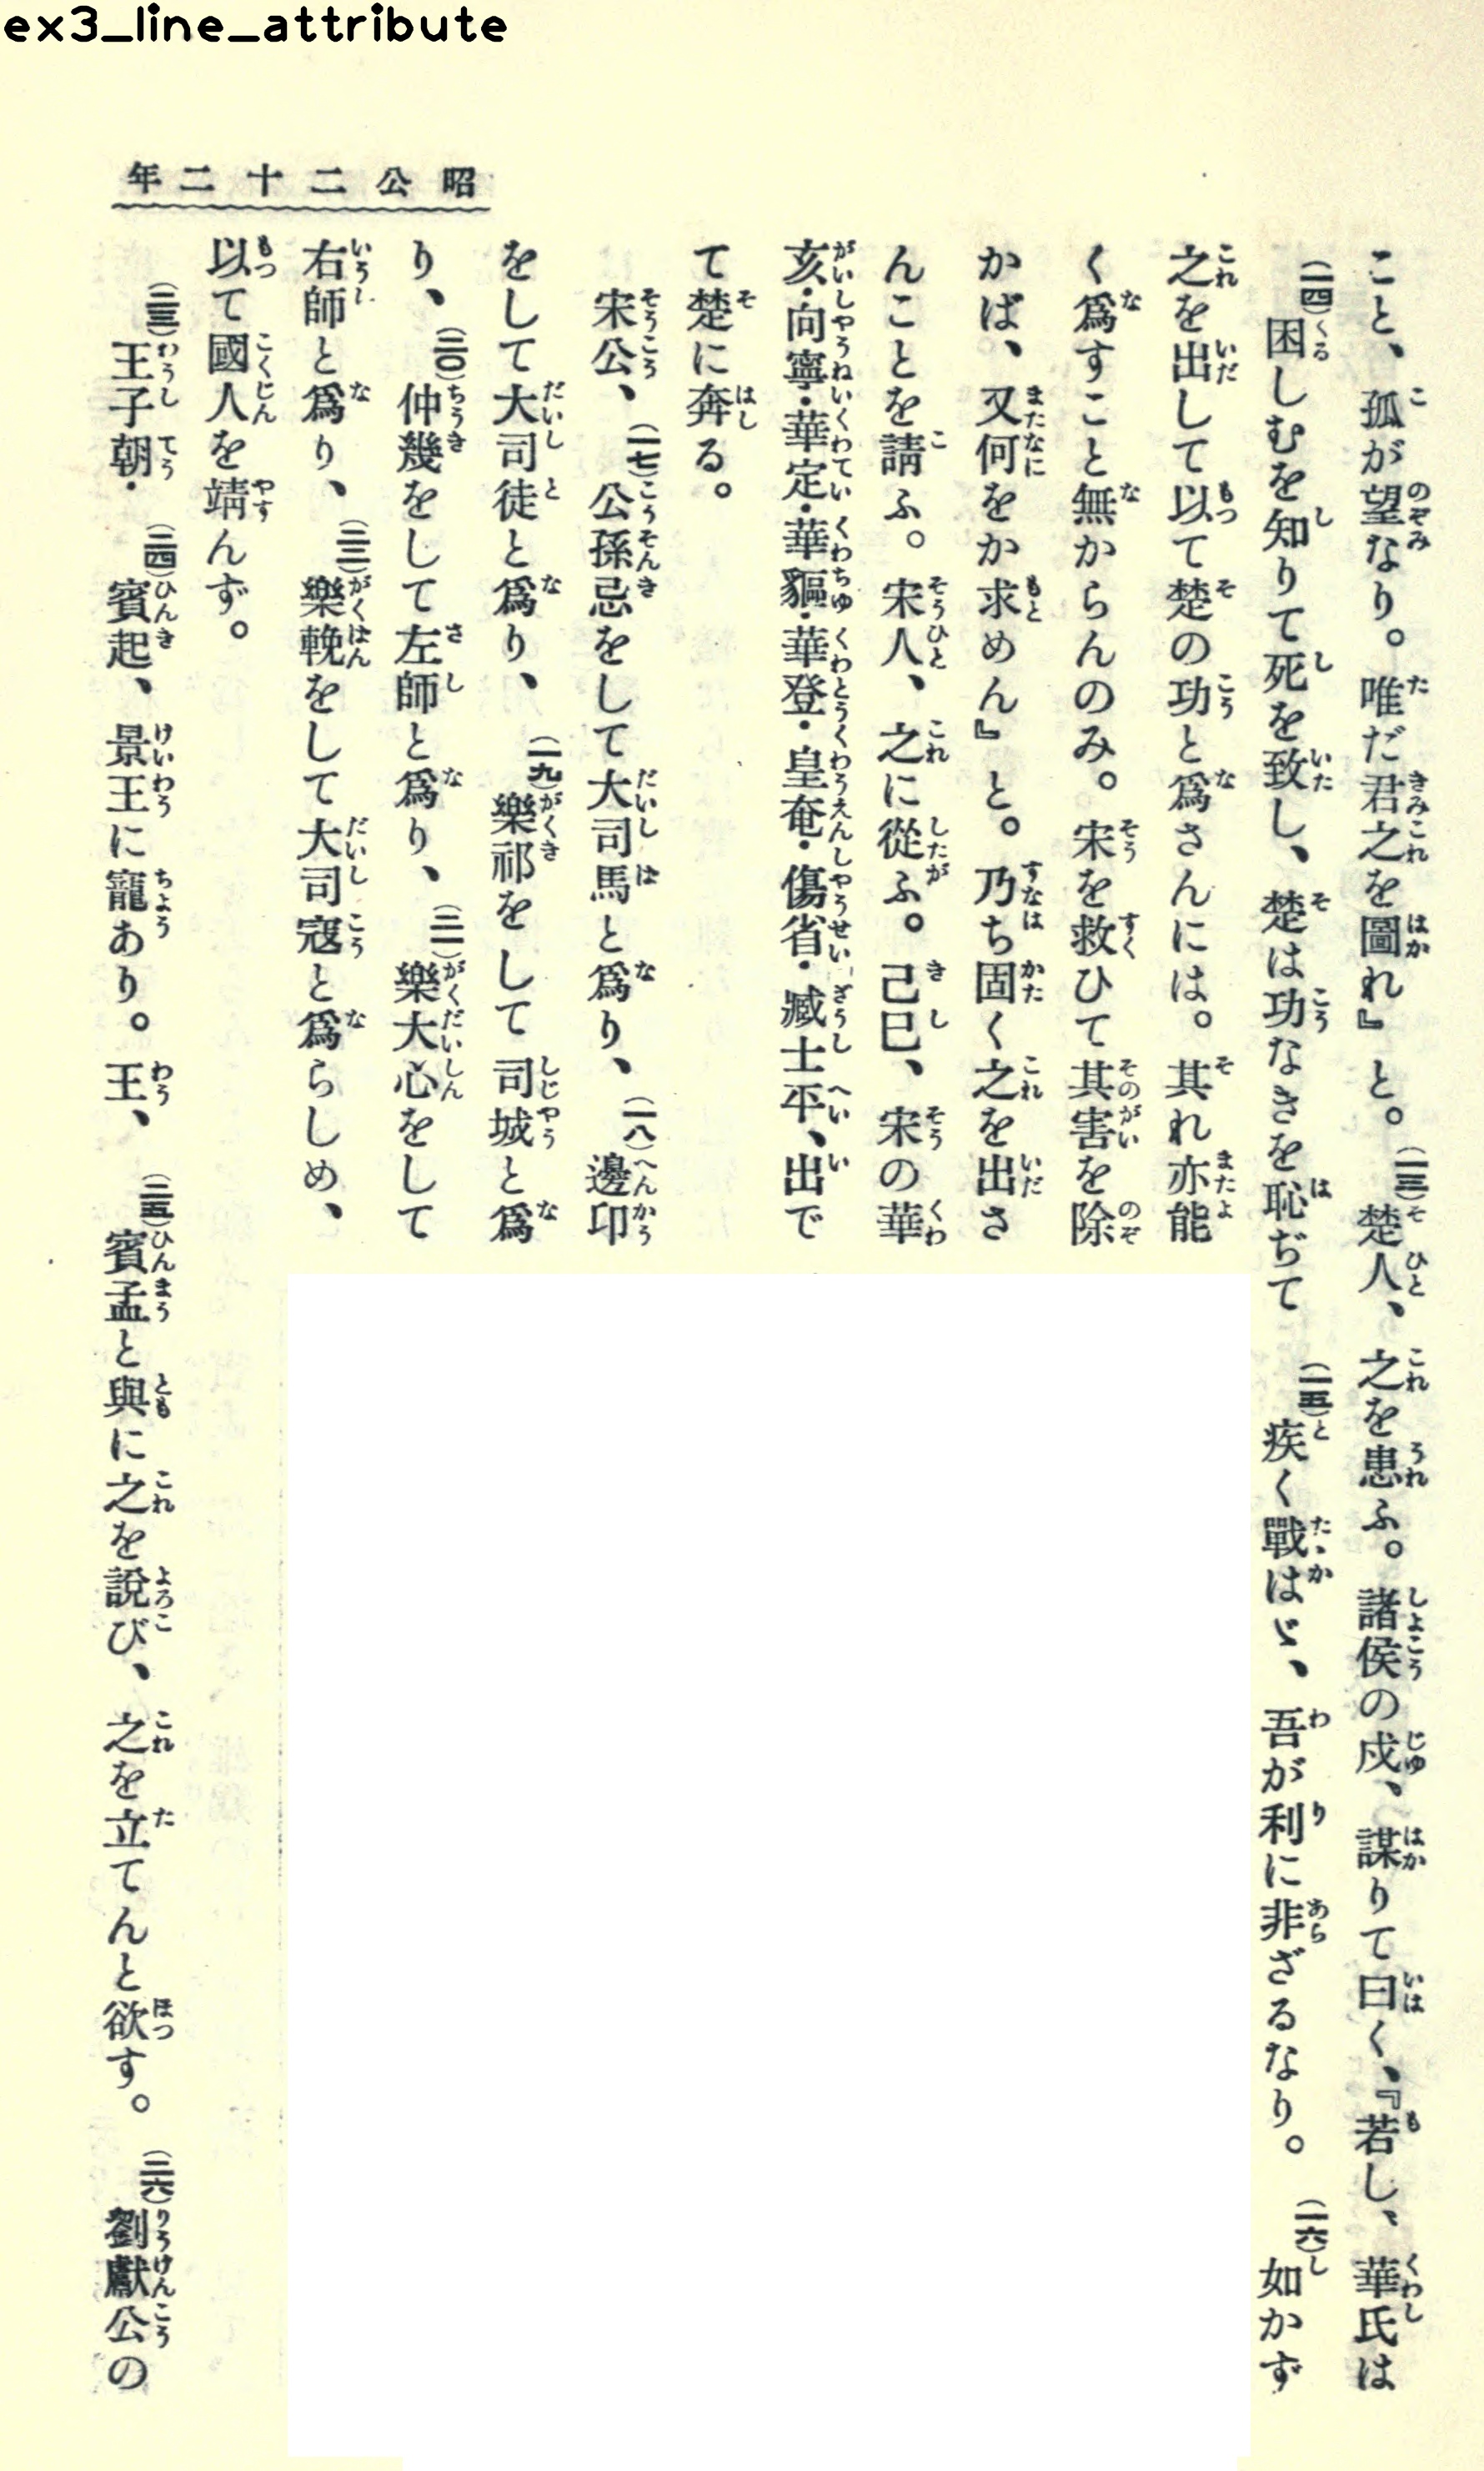 ex3_line_attribute
昭公二十二年
こと、孤が望なり。唯だ君之を圖れ』と。(一三)楚人、之を患ふ。諸侯の戍、謀りて曰く、『若し、華氏は
(一四)困しむを知りて死を致し、楚は功なきを恥ぢて(一五)疾く戰はゞ、吾が利に非ざるなり。(一六)如かず
之を出して以て楚の功と爲さんには。其れ亦能
く爲すこと無からんのみ。宋を救ひて其害を除
かば、又何をか求めん』と。乃ち固く之を出さ
んことを請ふ。宋人、之に從ふ。己巳、宋の華
亥・向寧・華定・華貙・華登・皇奄・傷省・臧士平、出で
て楚に奔る。
宋公、(一七)公孫忌をして大司馬と爲り、(一八)邊卬
をして大司徒と爲り、(一九)樂祁をして司城と爲
り、(二〇)仲幾をして左師と爲り、(二一)樂大心をして
右師と爲り、(二二)樂輓をして大司寇と爲らしめ、
以て國人を靖んず。
(二三)王子朝・(二四)賓起、景王に寵あり。王、(二五)賓孟と與に之を說び、之を立てんと欲す。(二六)劉獻公の